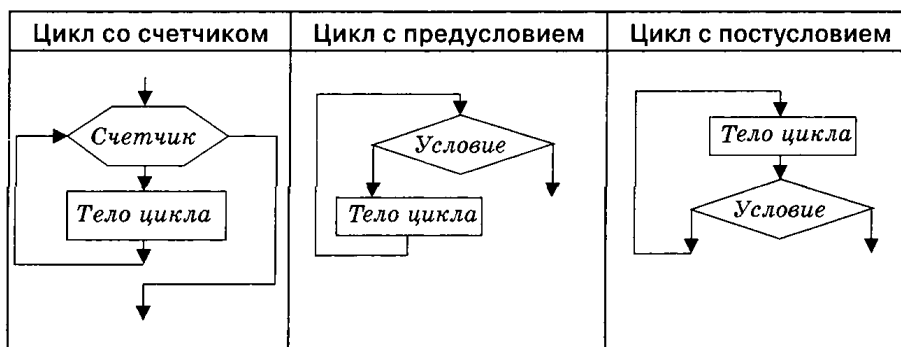 Цикл со счетчиком
Цикл с предусловием
Цикл с постусловием
Счетчик
Тело цикла
Условие
Тело цикла
Тело цикла
Условие